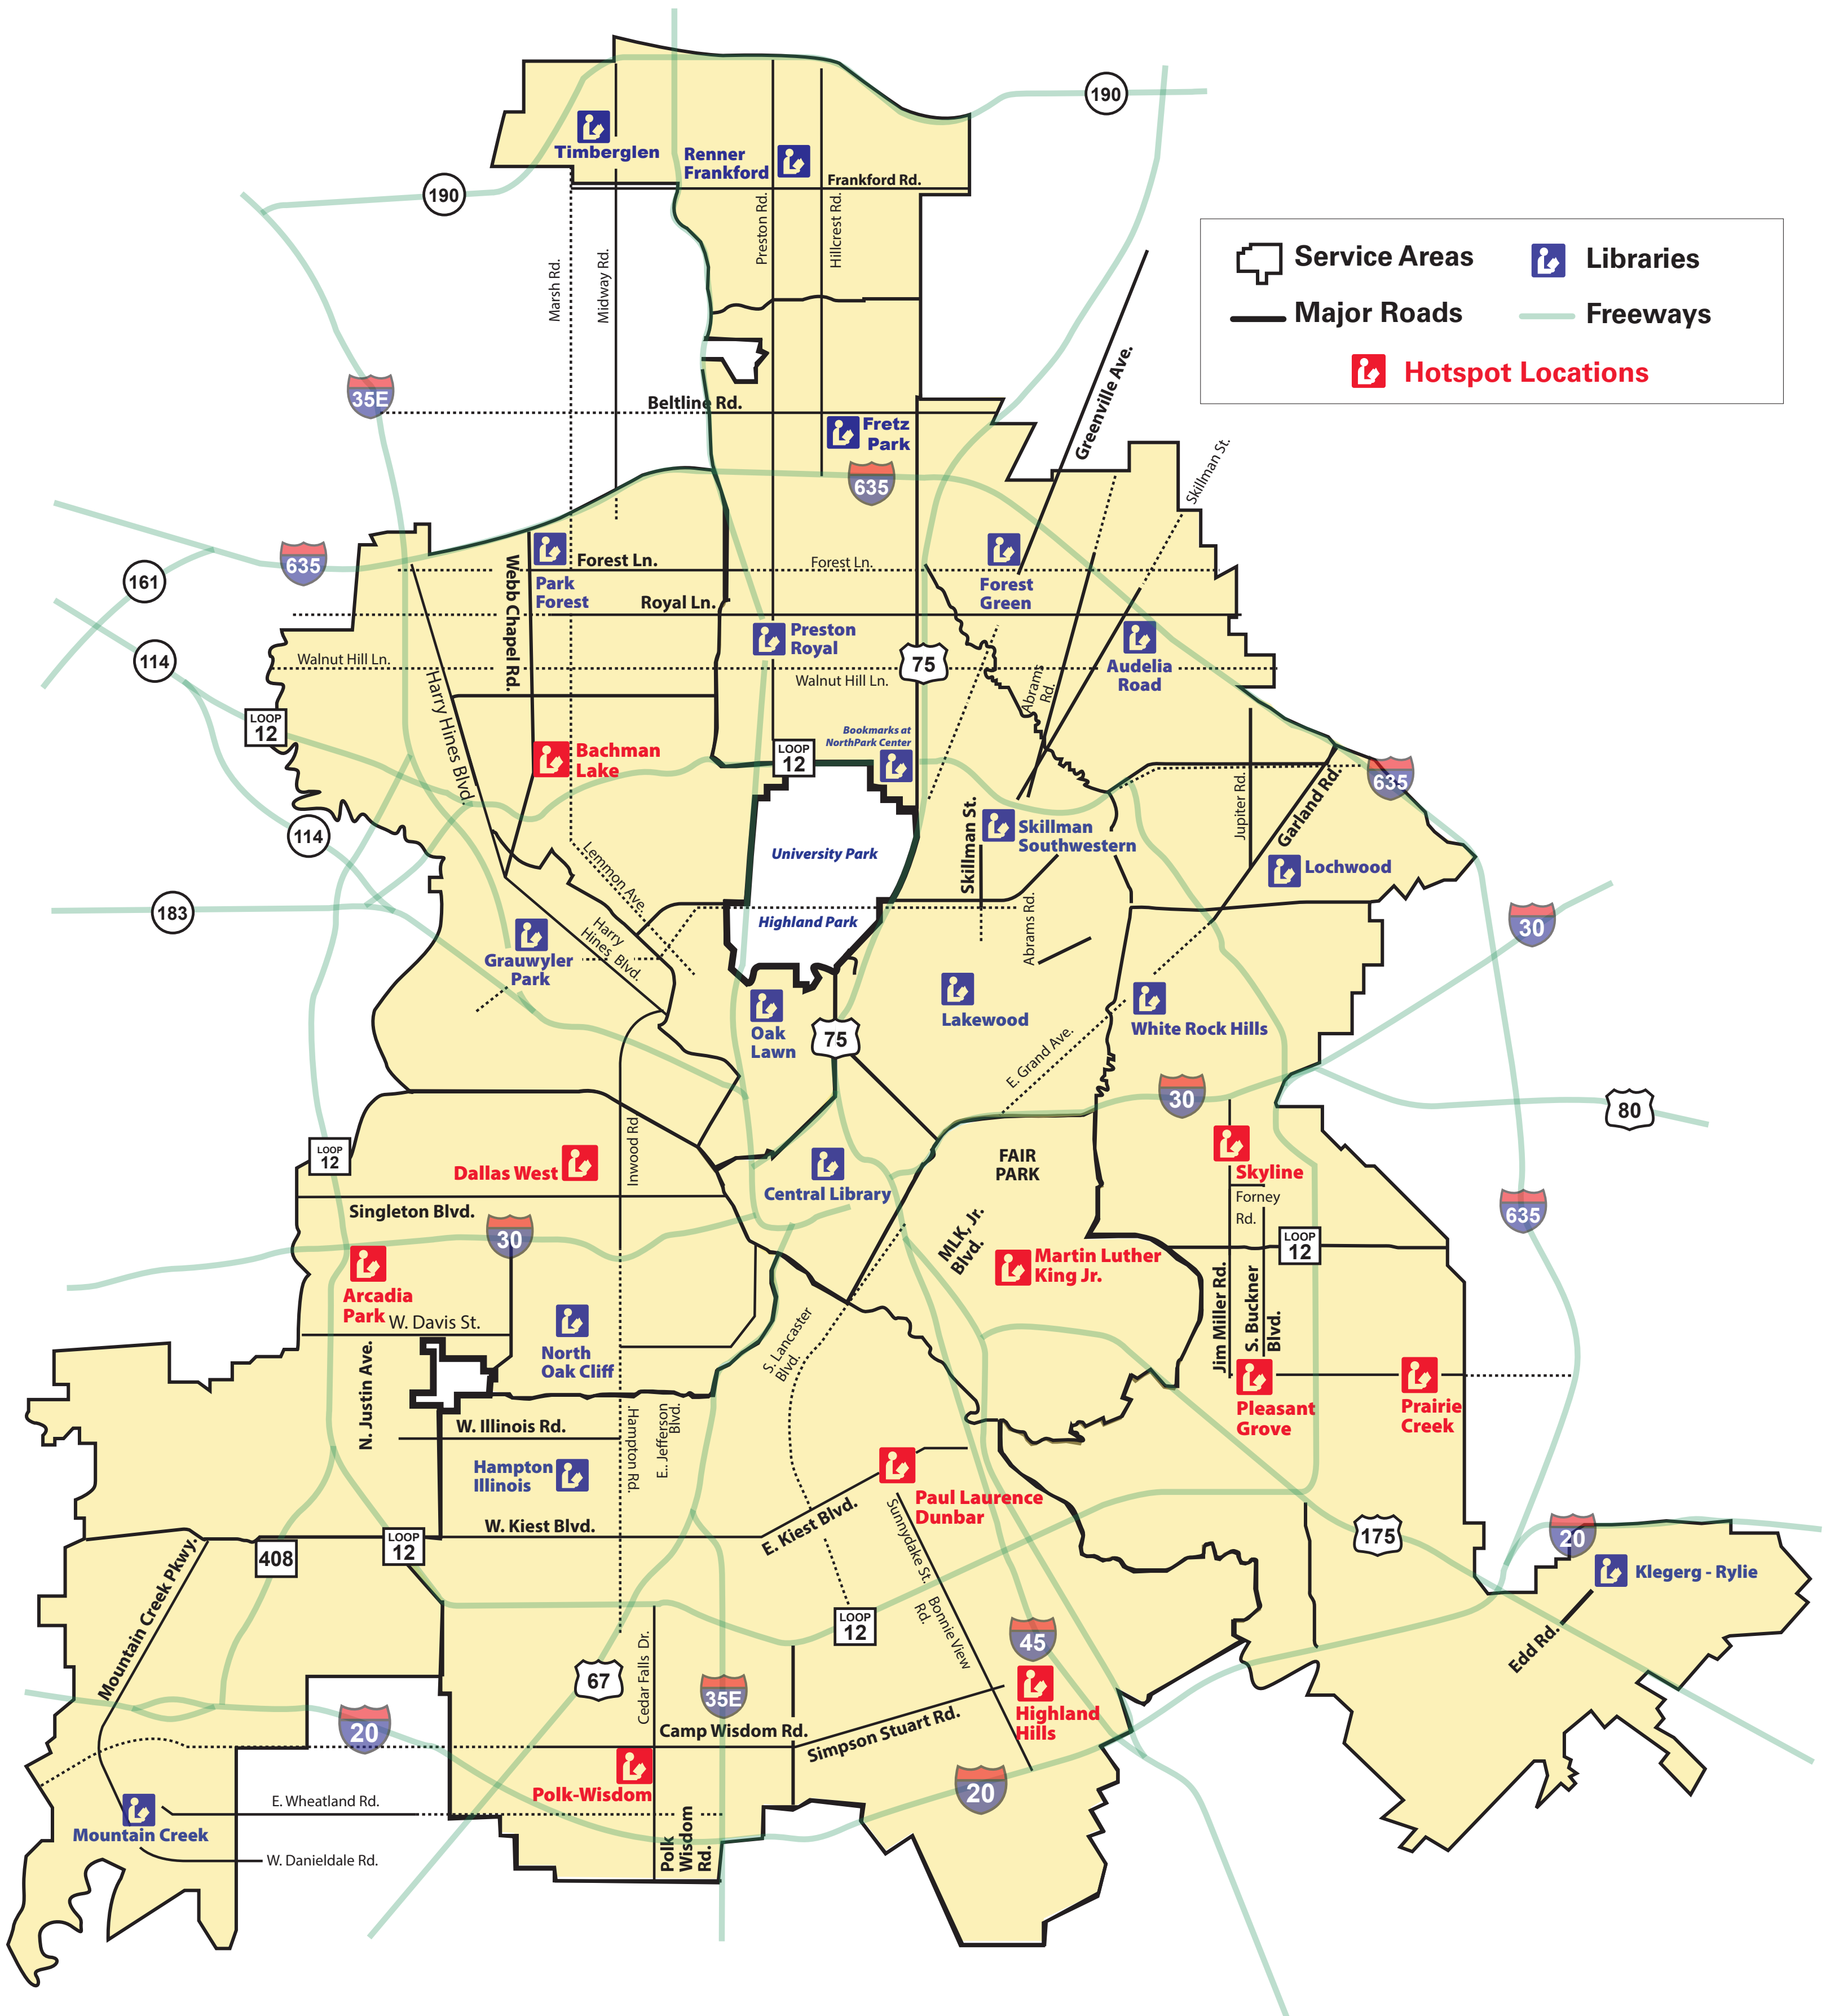 190
Timberglen
Renner
Frankford
Frankford Rd.
190
Preston Rd.
Hillcrest Rd.
Marsh Rd.
Midway Rd.
Service Areas
Libraries
Major Roads
Freeways
Hotspot Locations
35E
Beltline Rd.
Fretz
Park
Greenville Ave.
Skillman St.
635
635
161
Webb Chapel Rd.
Forest Ln.
Forest Ln.
Park
Forest
Forest
Green
Royal Ln.
Preston
Royal
114
Walnut Hill Ln.
75
Walnut Hill Ln.
Audelia
Road
Abrams
Rd.
Harry Hines Blvd.
LOOP
12
Bachman
Lake
Bookmarks at
NorthPark Center
LOOP
12
635
Jupiter Rd.
Garland Rd.
114
Lemmon Ave.
University Park
Skillman St.
Skillman
Southwestern
Lochwood
183
Highland Park
Abrams Rd.
30
Harry
Hines Blvd.
Grauwyler
Park
Oak
Lawn
75
Lakewood
White Rock Hills
E. Grand Ave.
30
80
LOOP
12
Inwood Rd
Dallas West
Central Library
FAIR
PARK
Skyline
Forney
Rd.
Singleton Blvd.
30
635
LOOP
12
MLK, Jr.
Blvd.
Martin Luther
King Jr.
Arcadia
Park
W. Davis St.
North
Oak Cliff
S. Lancaster
Blvd.
Jim Miller Rd.
S. Buckner
Blvd.
N. Justin Ave.
Pleasant
Grove
Prairie
Creek
W. Illinois Rd.
Hampton Rd.
E.. Jefferson
Blvd.
Hampton
Illinois
Paul Laurence
Dunbar
W. Kiest Blvd.
E. Kiest Blvd.
Sunnydake St.
175
20
408
LOOP
12
Klegerg - Rylie
Mountain Creek Pkwy.
LOOP
12
Bonnie View
Rd.
45
Edd Rd.
67
Cedar Falls Dr.
35E
Highland
Hills
20
Camp Wisdom Rd.
Simpson Stuart Rd.
Polk-Wisdom
20
E. Wheatland Rd.
Mountain Creek
Polk
Wisdom
Rd.
W. Danieldale Rd.